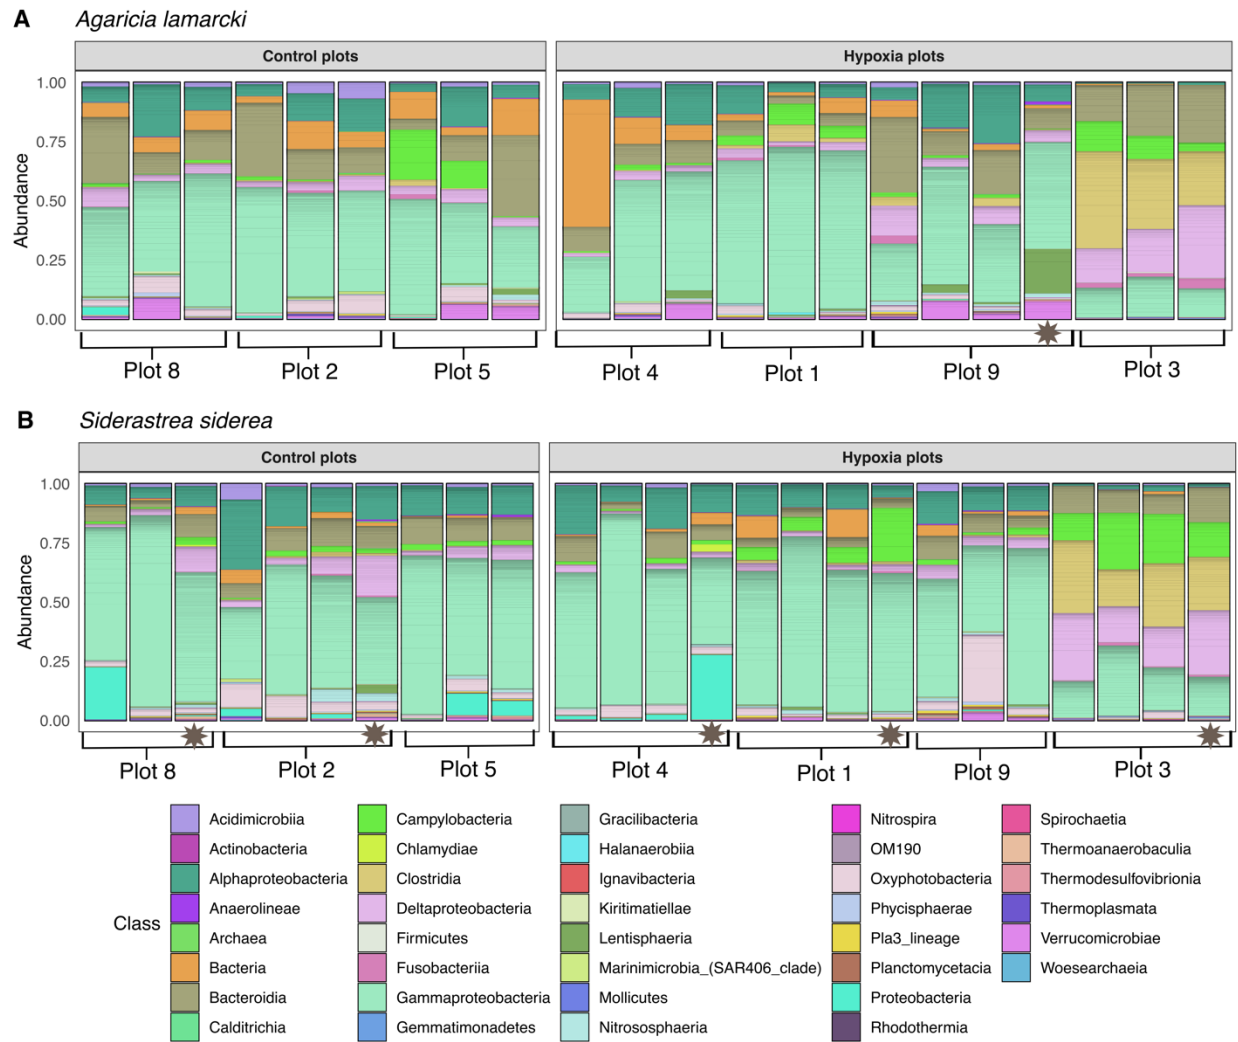 A Agaricia lamarcki
Control plots Hypoxia plots
Abundance
1.00
0.75
0.50
0.25
0.00
Plot 8 Plot 2 Plot 5 Plot 4 Plot 1 Plot 9 Plot 3
B Siderastrea siderea
Control plots Hypoxia plots
Abundance
1.00
0.75
0.50
0.25
0.00
Plot 8 Plot 2 Plot 5 Plot 4 Plot 1 Plot 9 Plot 3
Class
Acidimicrobiia
Actinobacteria
Alphaproteobacteria
Anaerolineae
Archaea
Bacteria
Bacteroidia
Calditrichia
Campylobacteria
Chlamydiae
Clostridia
Deltaproteobacteria
Firmicutes
Fusobacteriia
Gammaproteobacteria
Gemmatimonadetes
Gracilibacteria
Halanaerobiia
Ignavibacteria
Kiritimatiellae
Lentisphaeria
Marinimicrobia_(SAR406_clade)
Mollicutes
Nitrososphaeria
Nitrospira
OM190
Oxyphotobacteria
Phycisphaerae
Pla3_lineage
Planctomycetacia
Proteobacteria
Rhodothermia
Spirochaetia
Thermoanaerobaculia
Thermodesulfovibrionia
Thermoplasmata
Verrucomicrobiae
Woesearchaeia